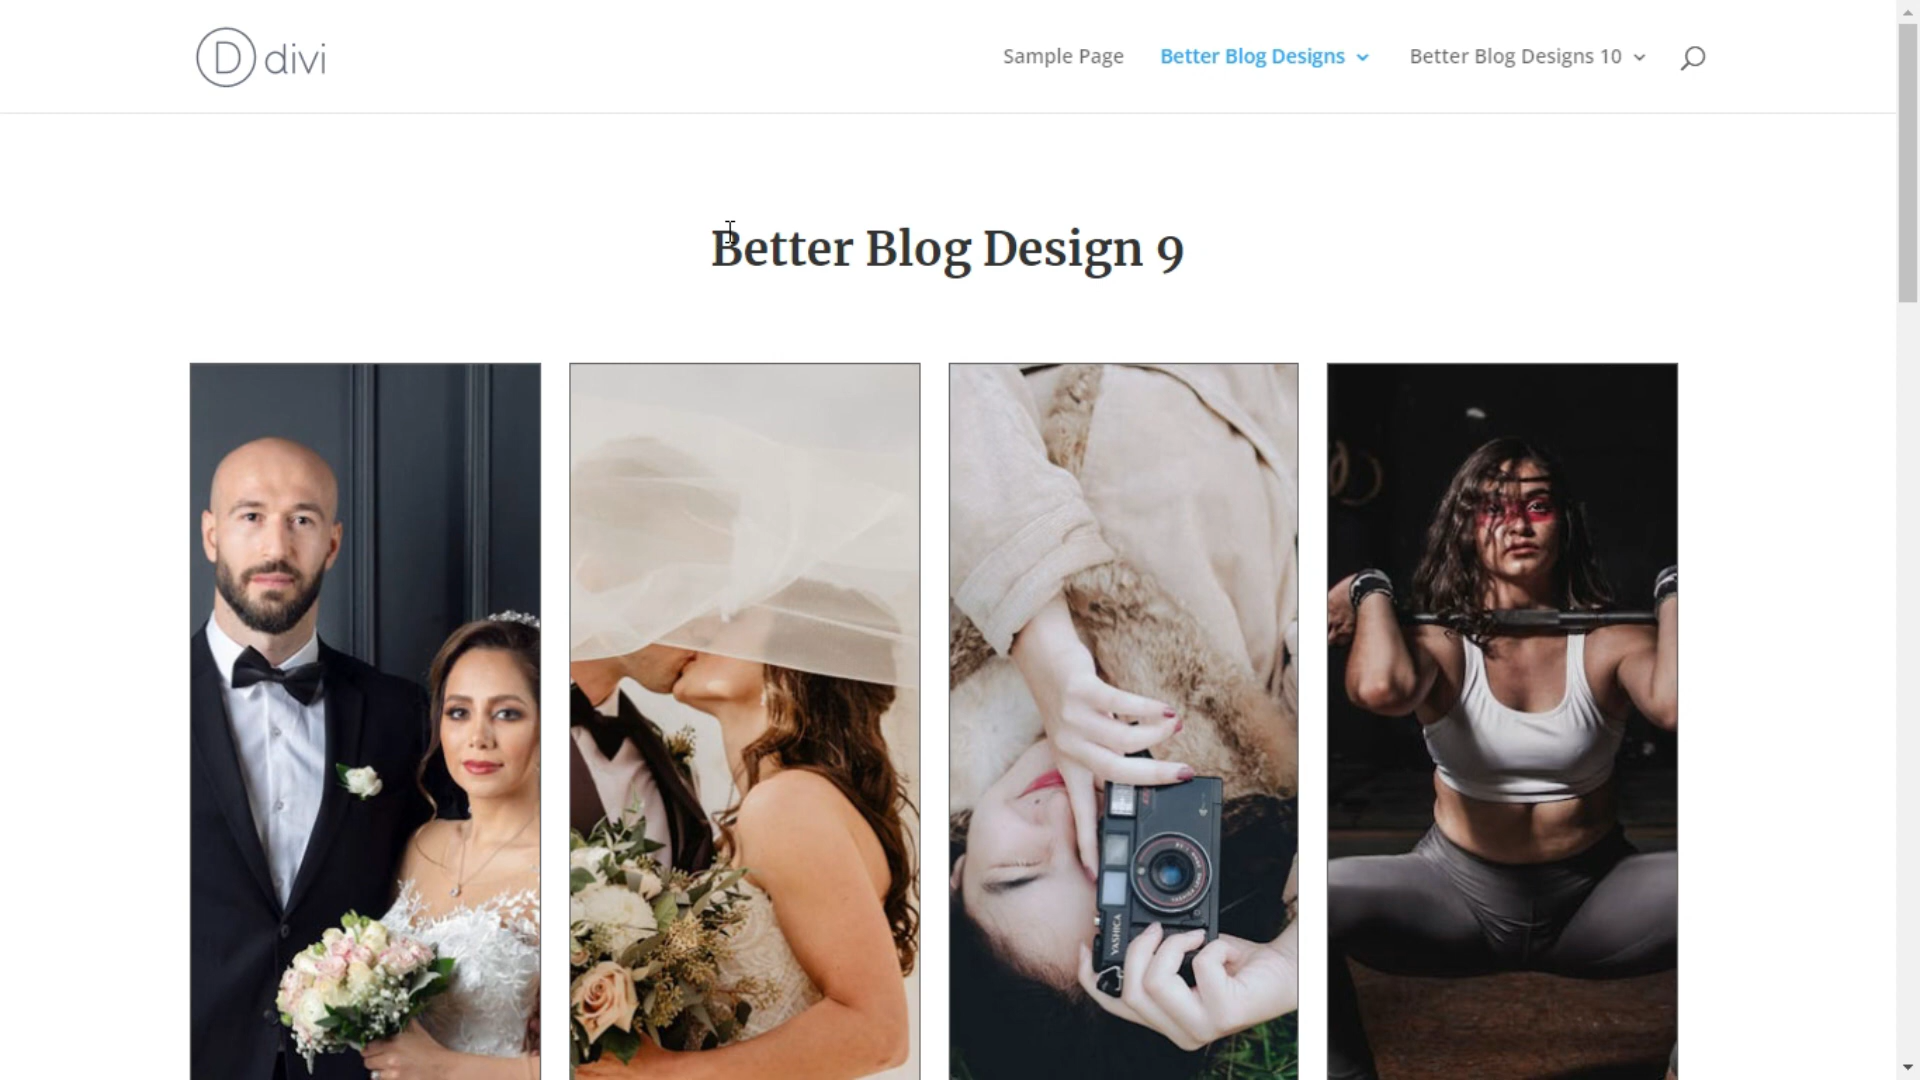 D divi
Sample Page
Better Blog Designs
Better Blog Designs 10
Better Blog Design 9
YASHICA